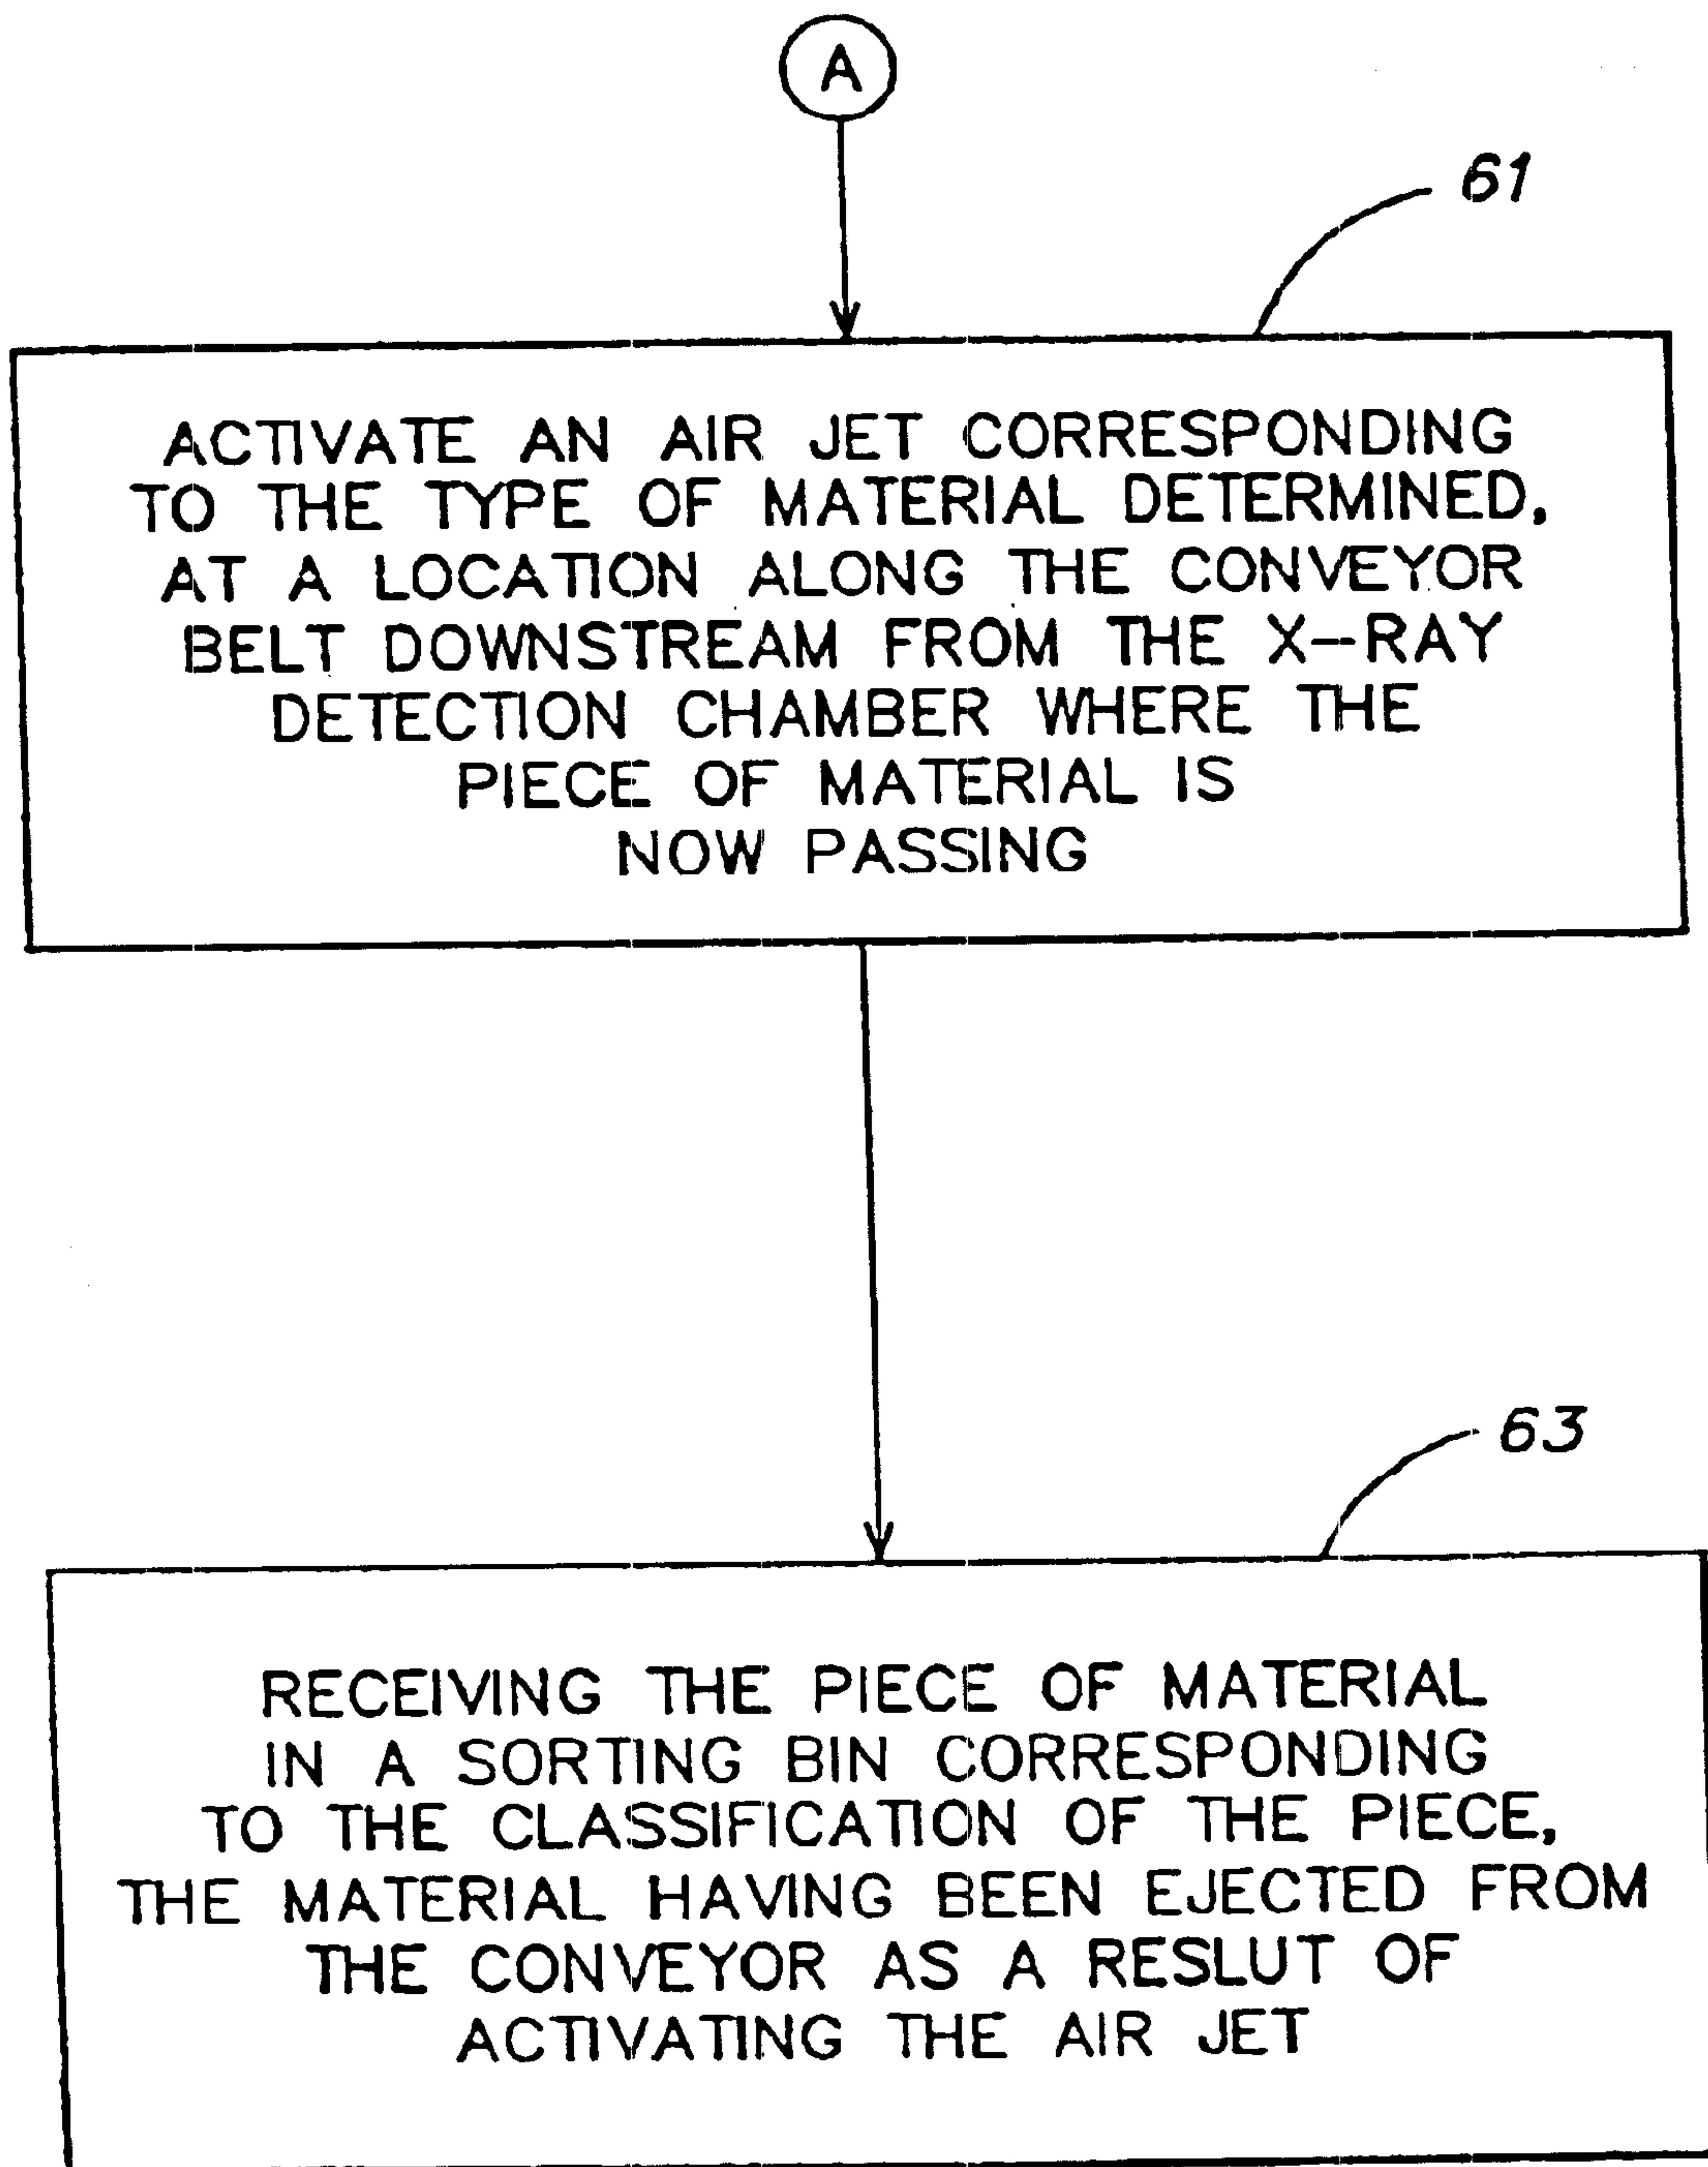 A
61
ACTIVATE AN AIR JET CORRESPONDING
TO THE TYPE OF MATERIAL DETERMINED,
AT A LOCATION ALONG THE CONVEYOR
BELT DOWNSTREAM FROM THE X-RAY
DETECTION CHAMBER WHERE THE
PIECE OF MATERIAL IS
NOW PASSING
63
RECEIVING THE PIECE OF MATERIAL
IN A SORTING BIN CORRESPONDING
TO THE CLASSIFICATION OF THE PIECE,
THE MATERIAL HAVING BEEN EJECTED FROM
THE CONVEYOR AS A RESLUT OF
ACTIVATING THE AIR JET